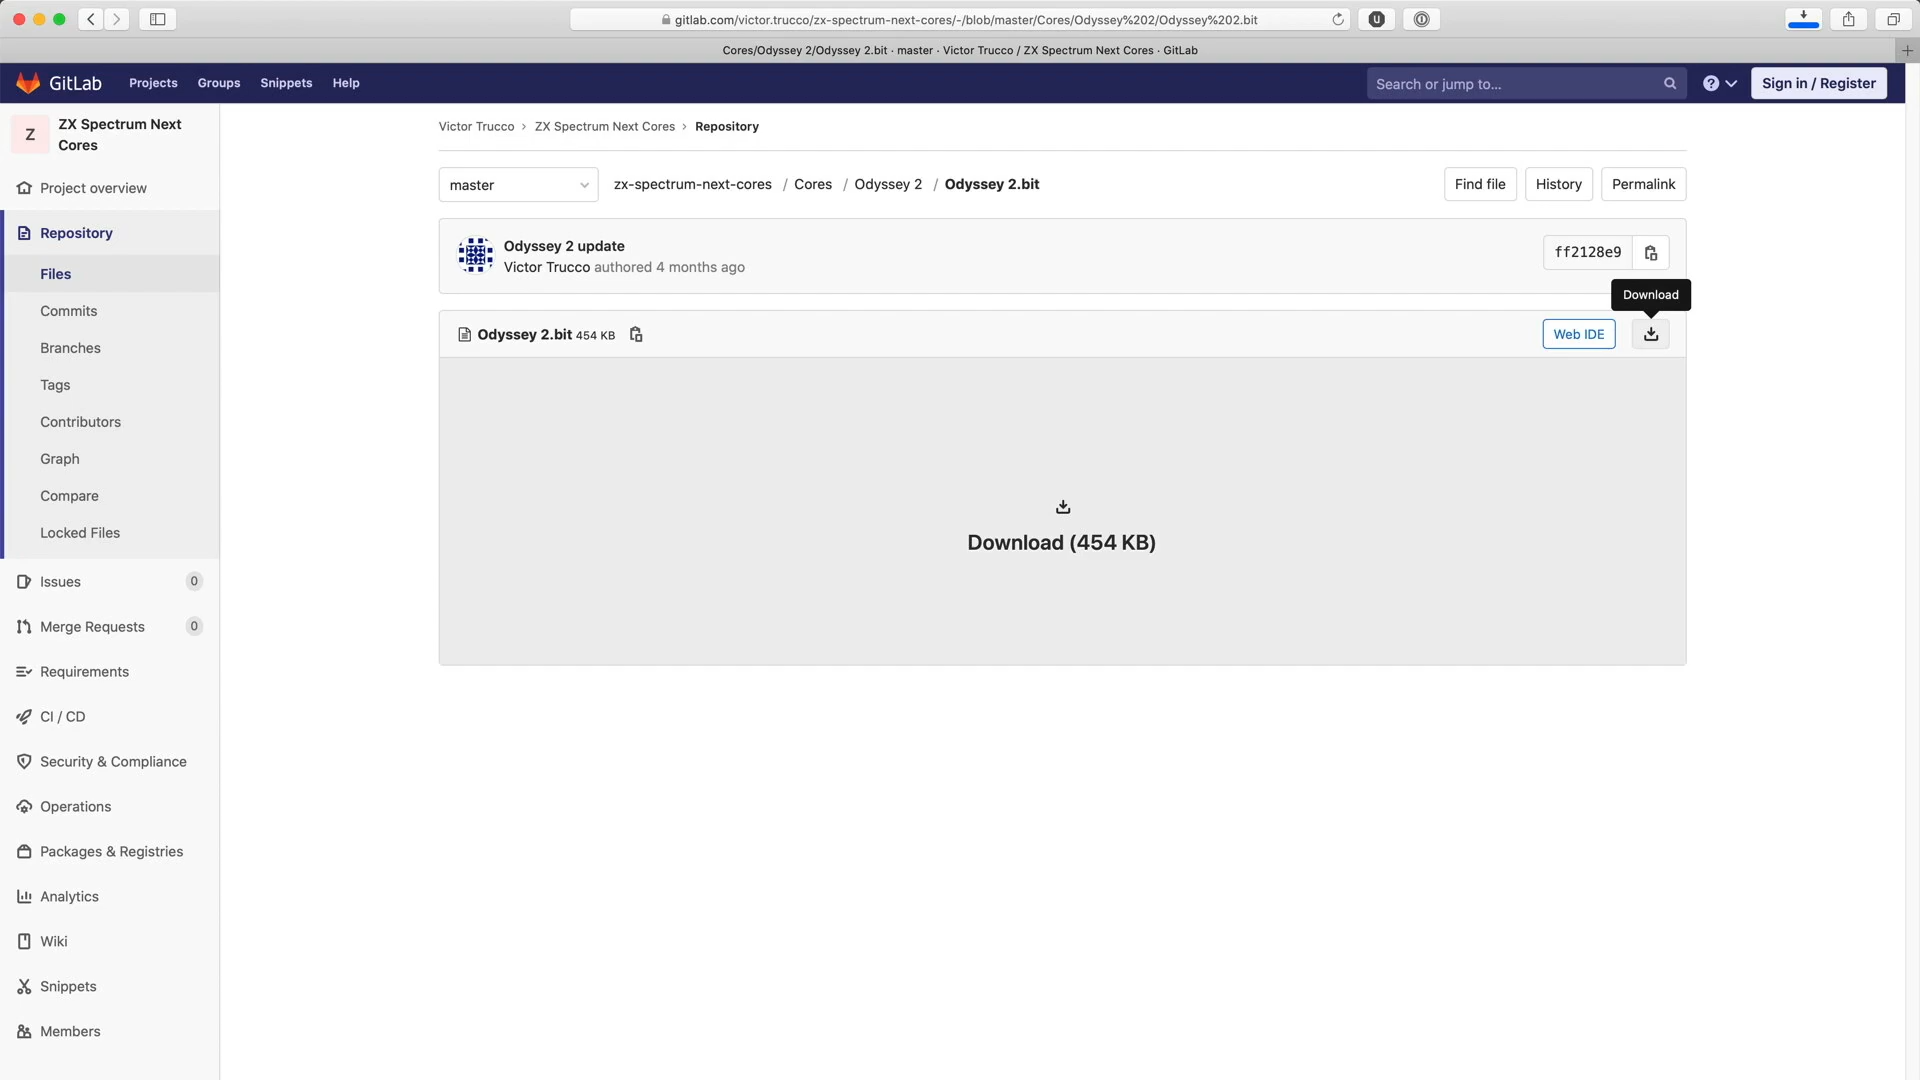 gitlab.com/victor.trucco/zx-spectrum-next-cores/-/blob/master/Cores/Odyssey%202/Odyssey%202.bit
Cores/Odyssey 2/Odyssey 2.bit · master · Victor Trucco / ZX Spectrum Next Cores · GitLab
GitLab
Projects
Groups
Snippets
Help
Search or jump to...
Sign in / Register
Z
ZX Spectrum Next
Cores
Project overview
Repository
Files
Commits
Branches
Tags
Contributors
Graph
Compare
Locked Files
Issues
0
Merge Requests
0
Requirements
CI / CD
Security & Compliance
Operations
Packages & Registries
Analytics
Wiki
Snippets
Members
Victor Trucco › ZX Spectrum Next Cores › Repository
master
zx-spectrum-next-cores / Cores / Odyssey 2 / Odyssey 2.bit
Find file
History
Permalink
Odyssey 2 update
Victor Trucco authored 4 months ago
ff2128e9
Download
Odyssey 2.bit 454 KB
Web IDE
Download (454 KB)